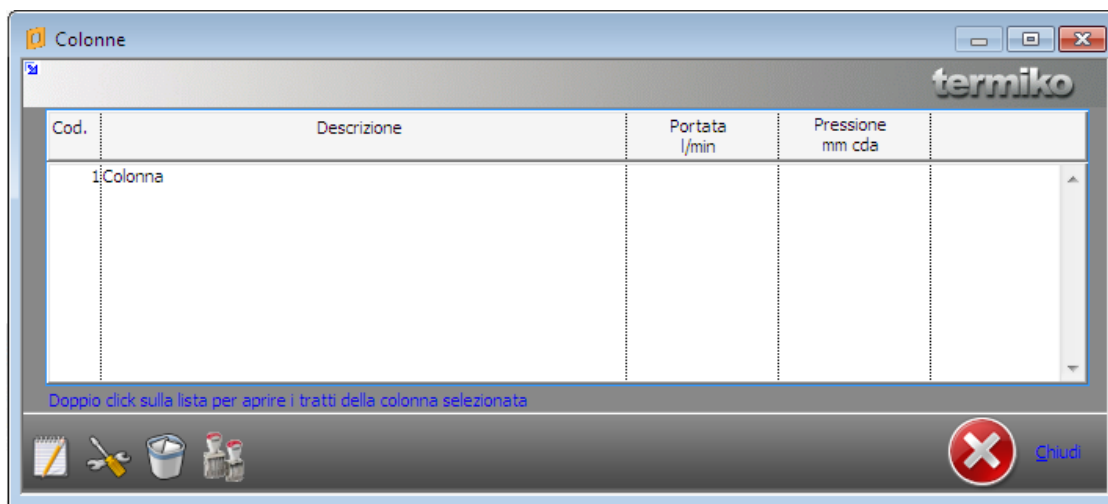 Colonne
termiko
Cod. Descrizione Portata l/min Pressione mm cda
1 Colonna
Doppio click sulla lista per aprire i tratti della colonna selezionata
Chiudi